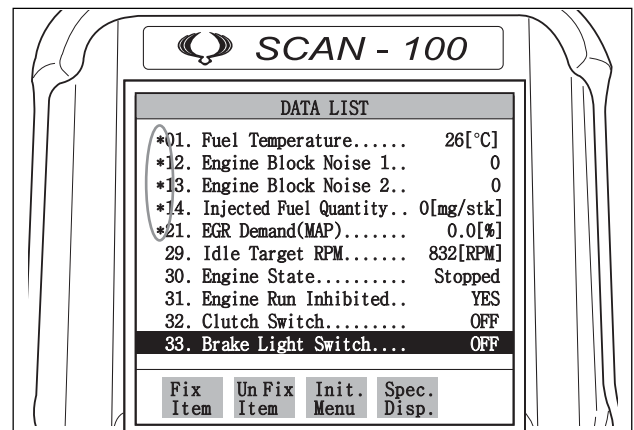 SCAN - 100
DATA LIST
*01. Fuel Temperature...... 26[°C]
*12. Engine Block Noise 1.. 0
*13. Engine Block Noise 2.. 0
*14. Injected Fuel Quantity.. 0[mg/stk]
*21. EGR Demand(MAP)....... 0.0[%]
29. Idle Target RPM....... 832[RPM]
30. Engine State.......... Stopped
31. Engine Run Inhibited.. YES
32. Clutch Switch......... OFF
33. Brake Light Switch.... OFF
Fix Item
Un Fix Item
Init. Menu
Spec. Disp.